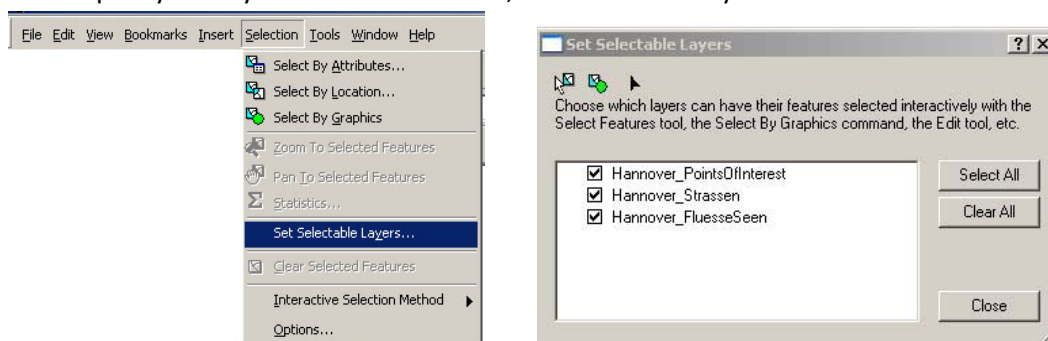 File Edit View Bookmarks Insert Selection Tools Window Help
Select By Attributes...
Select By Location...
Select By Graphics
Zoom To Selected Features
Pan To Selected Features
Σ Statistics...
Set Selectable Layers...
Clear Selected Features
Interactive Selection Method
Options...
Set Selectable Layers
Choose which layers can have their features selected interactively with the
Select Features tool, the Select By Graphics command, the Edit tool, etc.
Hannover_PointsOfInterest
Hannover_Strassen
Hannover_FluesseSeen
Select All
Clear All
Close